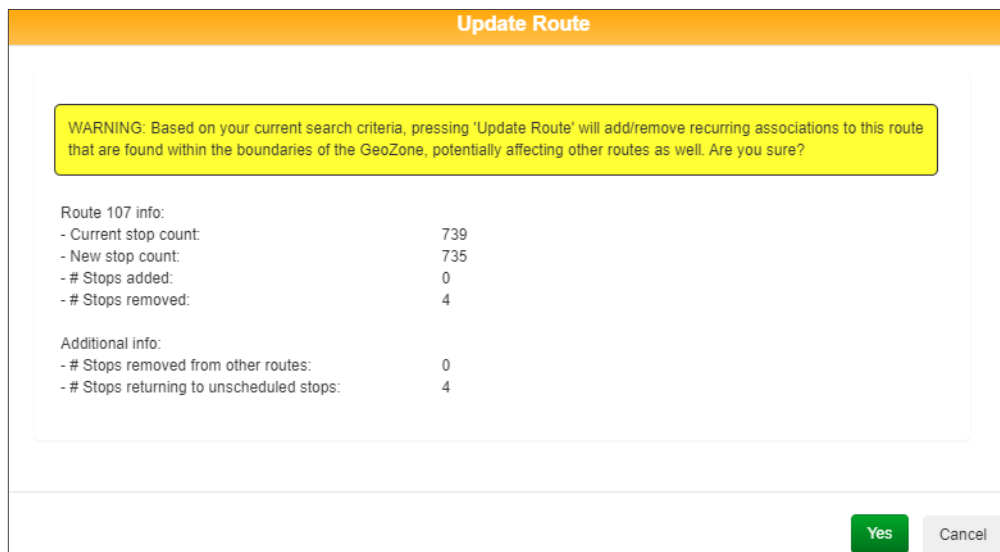 Update Route
WARNING: Based on your current search criteria, pressing 'Update Route' will add/remove recurring associations to this route
that are found within the boundaries of the GeoZone, potentially affecting other routes as well. Are you sure?
Route 107 info:
- Current stop count: 739
- New stop count: 735
- # Stops added: 0
- # Stops removed: 4
Additional info:
- # Stops removed from other routes: 0
- # Stops returning to unscheduled stops: 4
Yes Cancel